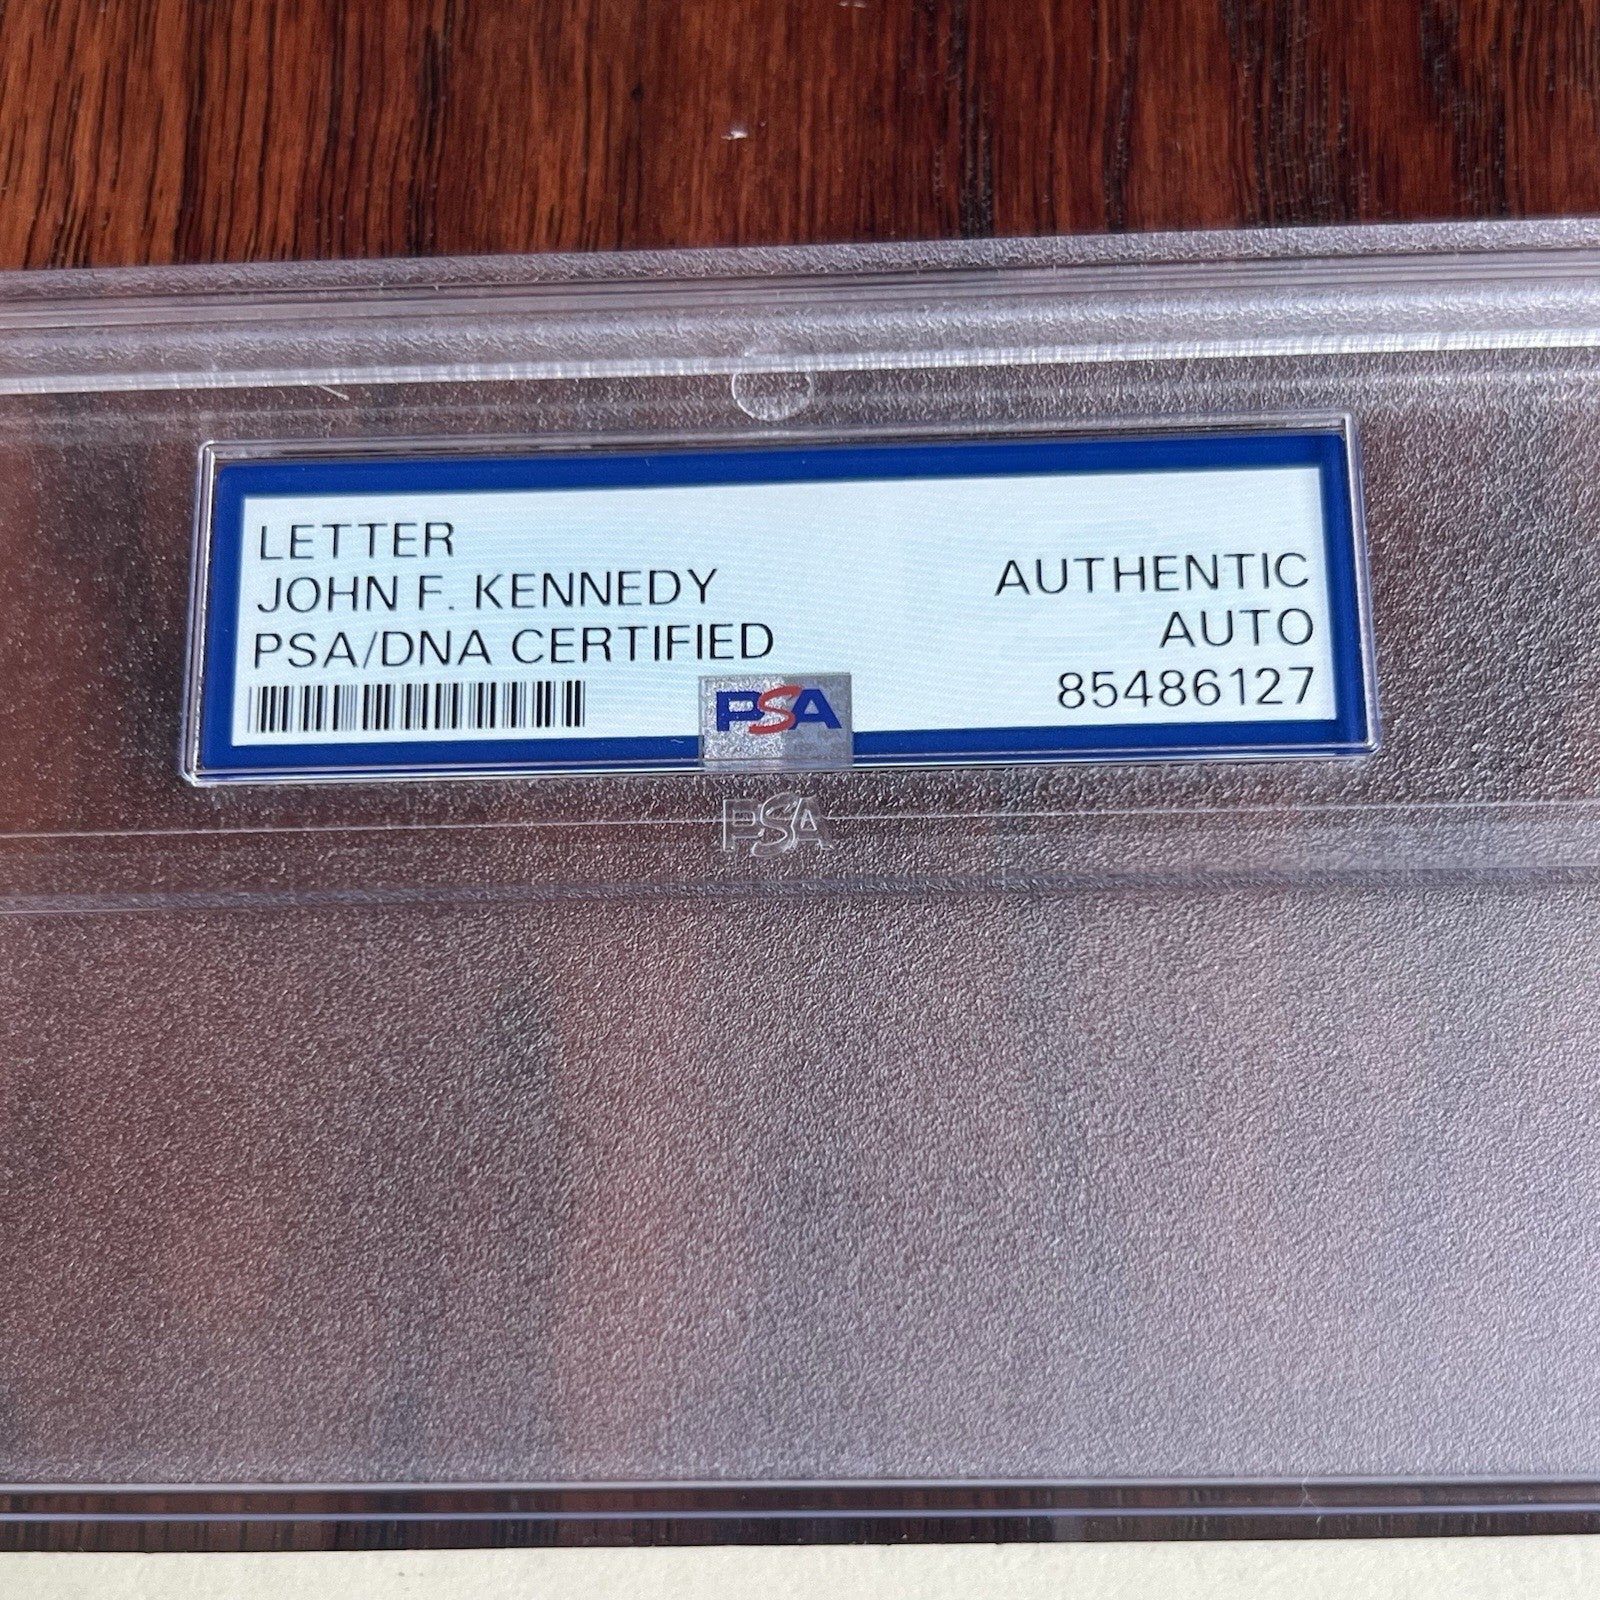 LETTER
JOHN F. KENNEDY
PSA/DNA CERTIFIED
AUTHENTIC
AUTO
85486127
PSA
PSA